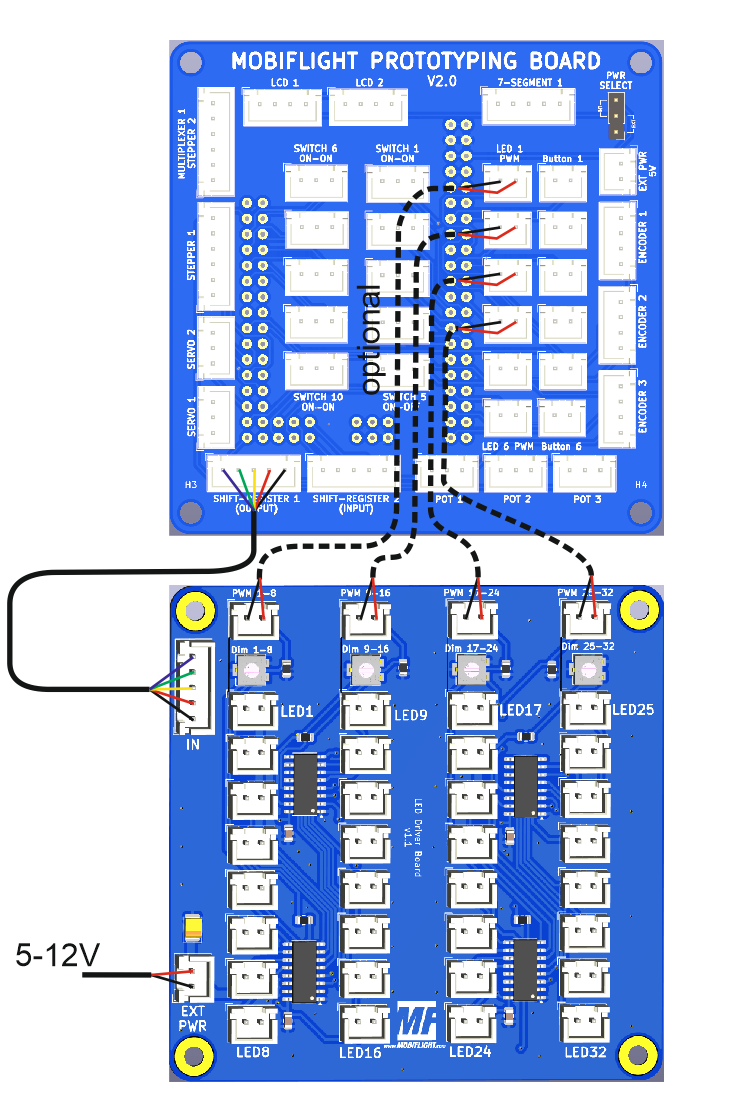 MOBIFLIGHT PROTOTYPING BOARD
V2.0
LCD 1
LCD 2
7-SEGMENT 1
PWR
SELECT
MULTIPLEXER 1
STEPPER 2
SWITCH 6
ON-ON
SWITCH 1
ON-ON
LED 1
PWM
Button 1
EXT PWR
5V
STEPPER 1
ENCODER 1
optional
ENCODER 2
SERVO 2
SWITCH 10
ON-ON
SWITCH 5
ON-ON
ENCODER 3
SERVO 1
LED 6 PWM
Button 6
H3
SHIFT-REGISTER 1
(OUTPUT)
SHIFT-REGISTER 2
(INPUT)
POT 1
POT 2
POT 3
H4
PWM 1-8
PWM 9-16
PWM 17-24
PWM 25-32
Dim 1-8
Dim 9-16
Dim 17-24
Dim 25-32
LED1
LED9
LED17
LED25
IN
LED Driver Board
v1.1
5-12V
EXT
PWR
MF
www.MOBIFLIGHT.com
LED8
LED16
LED24
LED32